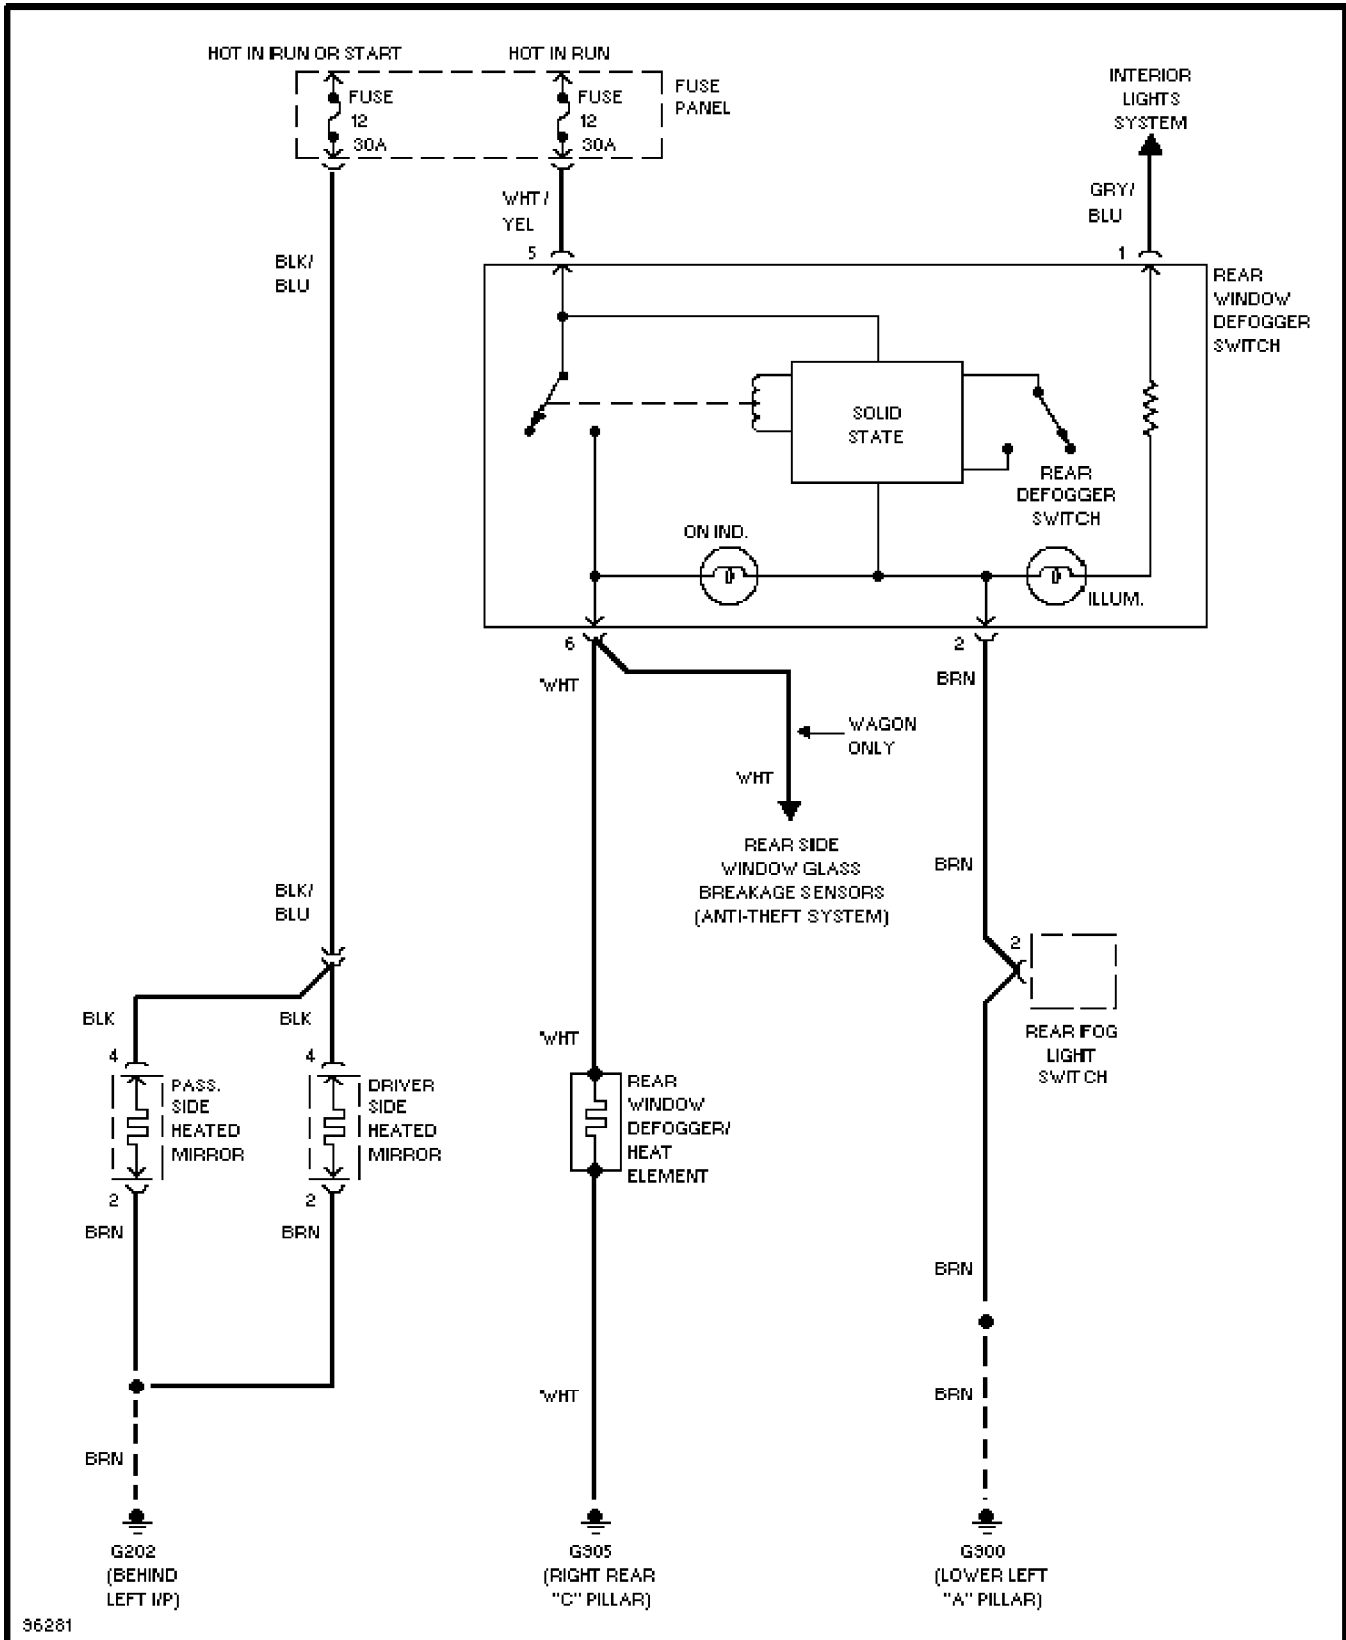 HOT IN RUN OR START
HOT IN RUN
FUSE
12
30A
FUSE
12
30A
FUSE
PANEL
INTERIOR
LIGHTS
SYSTEM
WHT/
YEL
GRY/
BLU
5
1
BLK/
BLU
REAR
WINDOW
DEFOGGER
SWITCH
SOLID
STATE
REAR
DEFOGGER
SWITCH
ON IND.
ILLUM.
6
2
WHT
BRN
WAGON
ONLY
WHT
REAR SIDE
WINDOW GLASS
BREAKAGE SENSORS
(ANTI-THEFT SYSTEM)
BRN
BLK/
BLU
2
BLK
BLK
WHT
REAR FOG
LIGHT
SWITCH
4
4
PASS.
SIDE
HEATED
MIRROR
DRIVER
SIDE
HEATED
MIRROR
REAR
WINDOW
DEFOGGER/
HEAT
ELEMENT
2
2
BRN
BRN
BRN
WHT
BRN
BRN
G202
(BEHIND
LEFT I/P)
G905
(RIGHT REAR
"C" PILLAR)
G900
(LOWER LEFT
"A" PILLAR)
96281